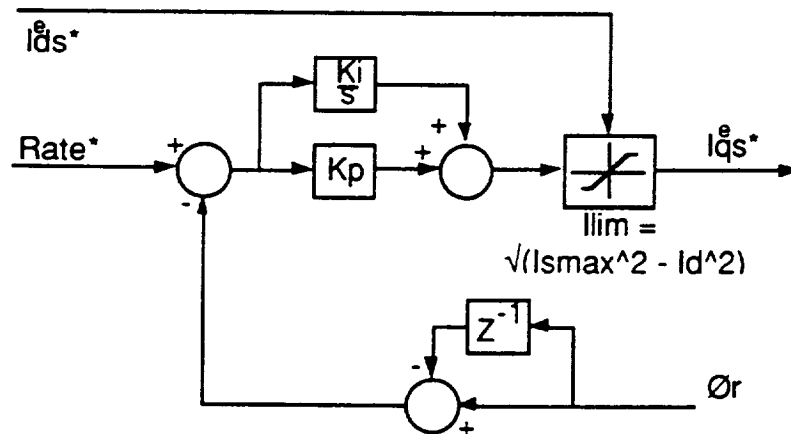 Ids^e*
Ki
s
+
+
+
Rate*
Kp
Iqs^e*
-
Ilim =
√(Ismax^2 - Id^2)
Z^-1
-
Ør
+